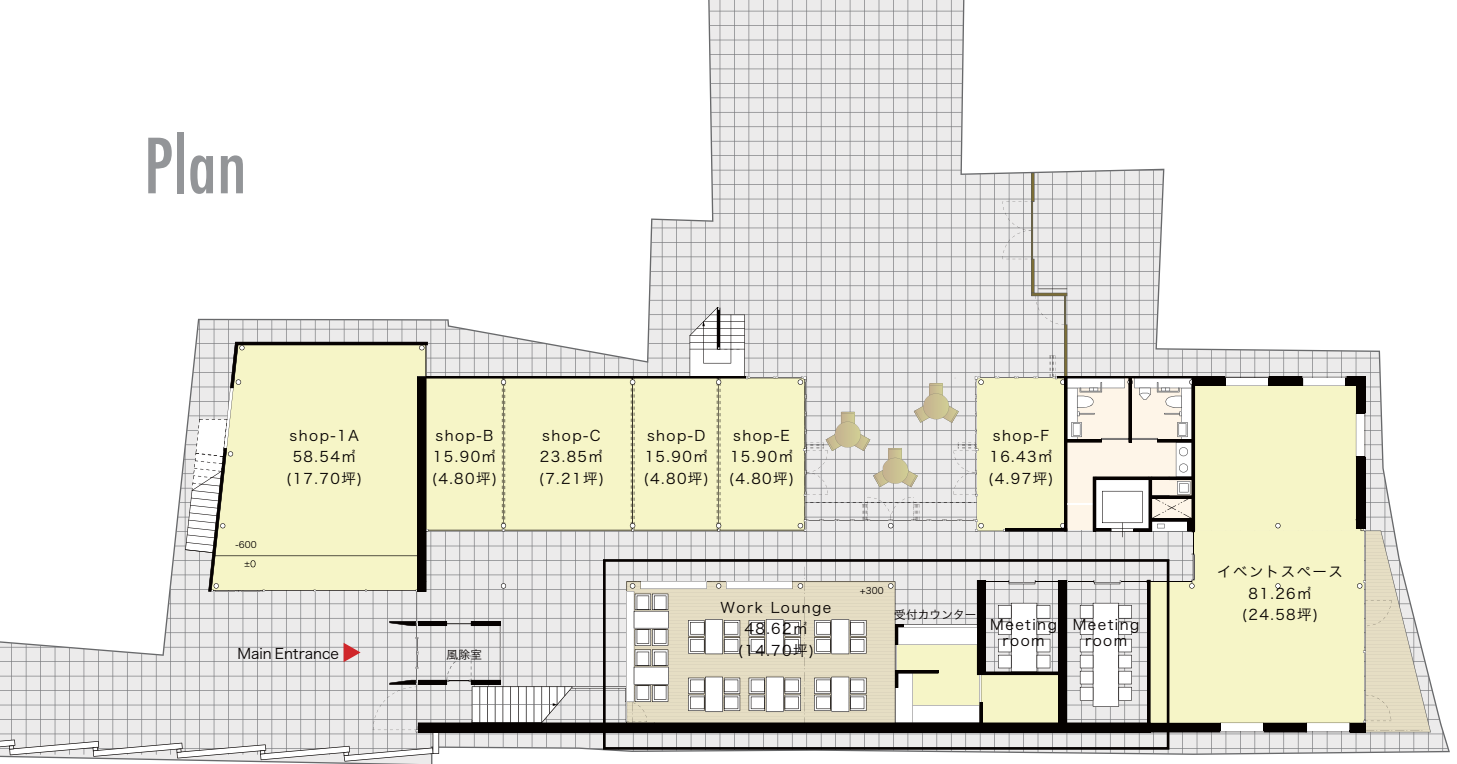 Plan
shop-1A
58.54㎡
(17.70坪)
-600
±0
shop-B
15.90㎡
(4.80坪)
shop-C
23.85㎡
(7.21坪)
shop-D
15.90㎡
(4.80坪)
shop-E
15.90㎡
(4.80坪)
shop-F
16.43㎡
(4.97坪)
イベントスペース
81.26㎡
(24.58坪)
Main Entrance
風除室
Work Lounge
48.62㎡
(14.70坪)
+300
受付カウンター
Meeting
room
Meeting
room